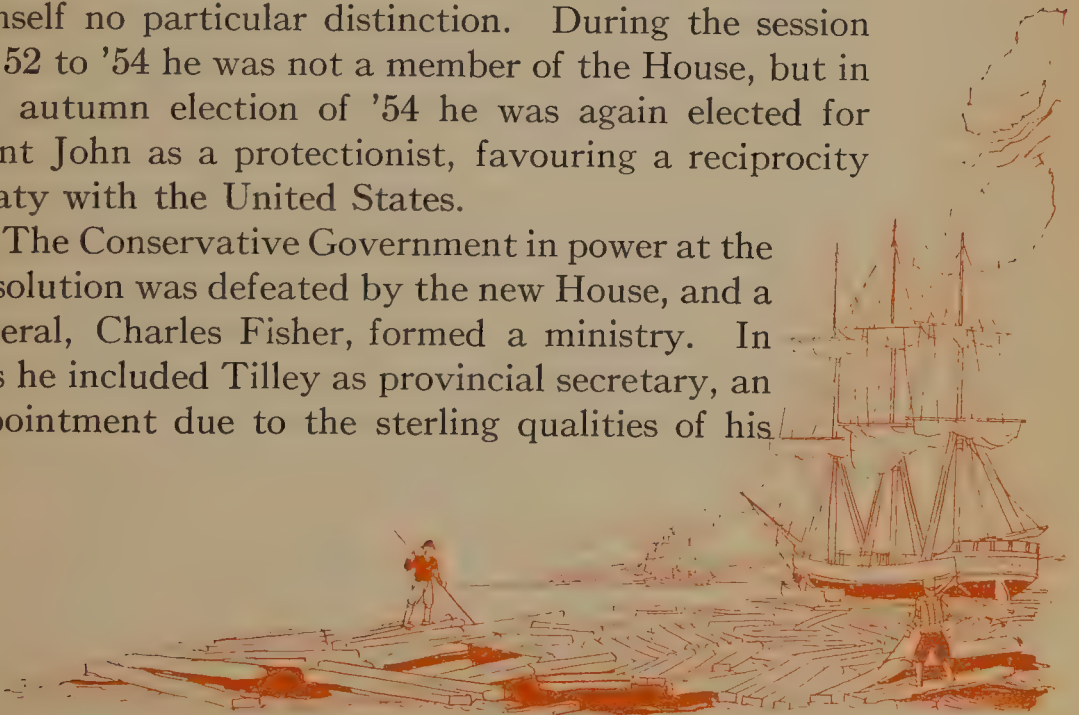 nself no particular distinction. During the session
52 to ’54 he was not a member of the House, but in
autumn election of ’54 he was again elected for
nt John as a protectionist, favouring a reciprocity
aty with the United States.
The Conservative Government in power at the
solution was defeated by the new House, and a
eral, Charles Fisher, formed a ministry. In
s he included Tilley as provincial secretary, an
pointment due to the sterling qualities of his